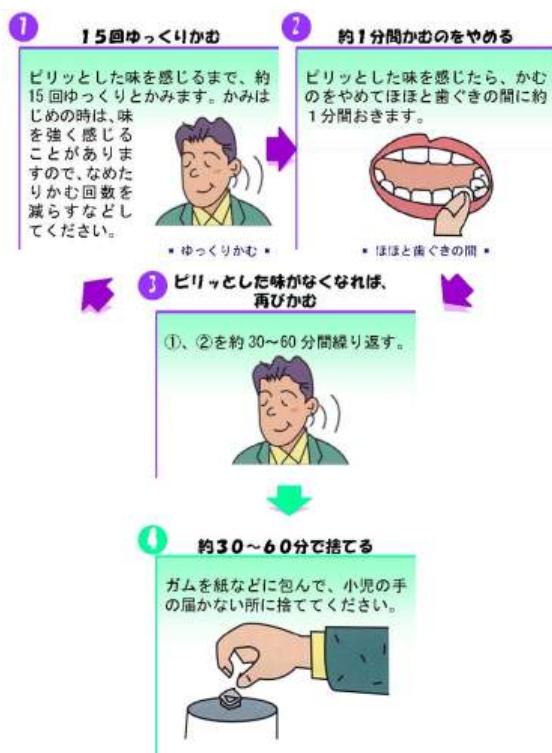 1
15回ゆっくりかむ
ピリッとした味を感じるまで、約
15回ゆっくりとかみます。かみは
じめの時は、味
を強く感じる
ことがありま
すので、なめた
りかむ回数を
減らすなどし
てください。
▪ ゆっくりかむ ▪
2
約1分間かむのをやめる
ピリッとした味を感じたら、かむ
のをやめてほほと歯ぐきの間に約
1分間おきます。
▪ ほほと歯ぐきの間 ▪
3
ピリッとした味がなくなれば、
再びかむ
①、②を約30~60分間繰り返す。
4
約30~60分で捨てる
ガムを紙などに包んで、小児の手
の届かない所に捨ててください。